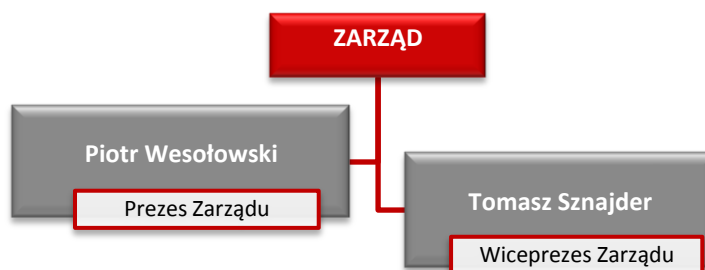 ZARZĄD
Piotr Wesołowski
Prezes Zarządu
Tomasz Sznajder
Wiceprezes Zarządu